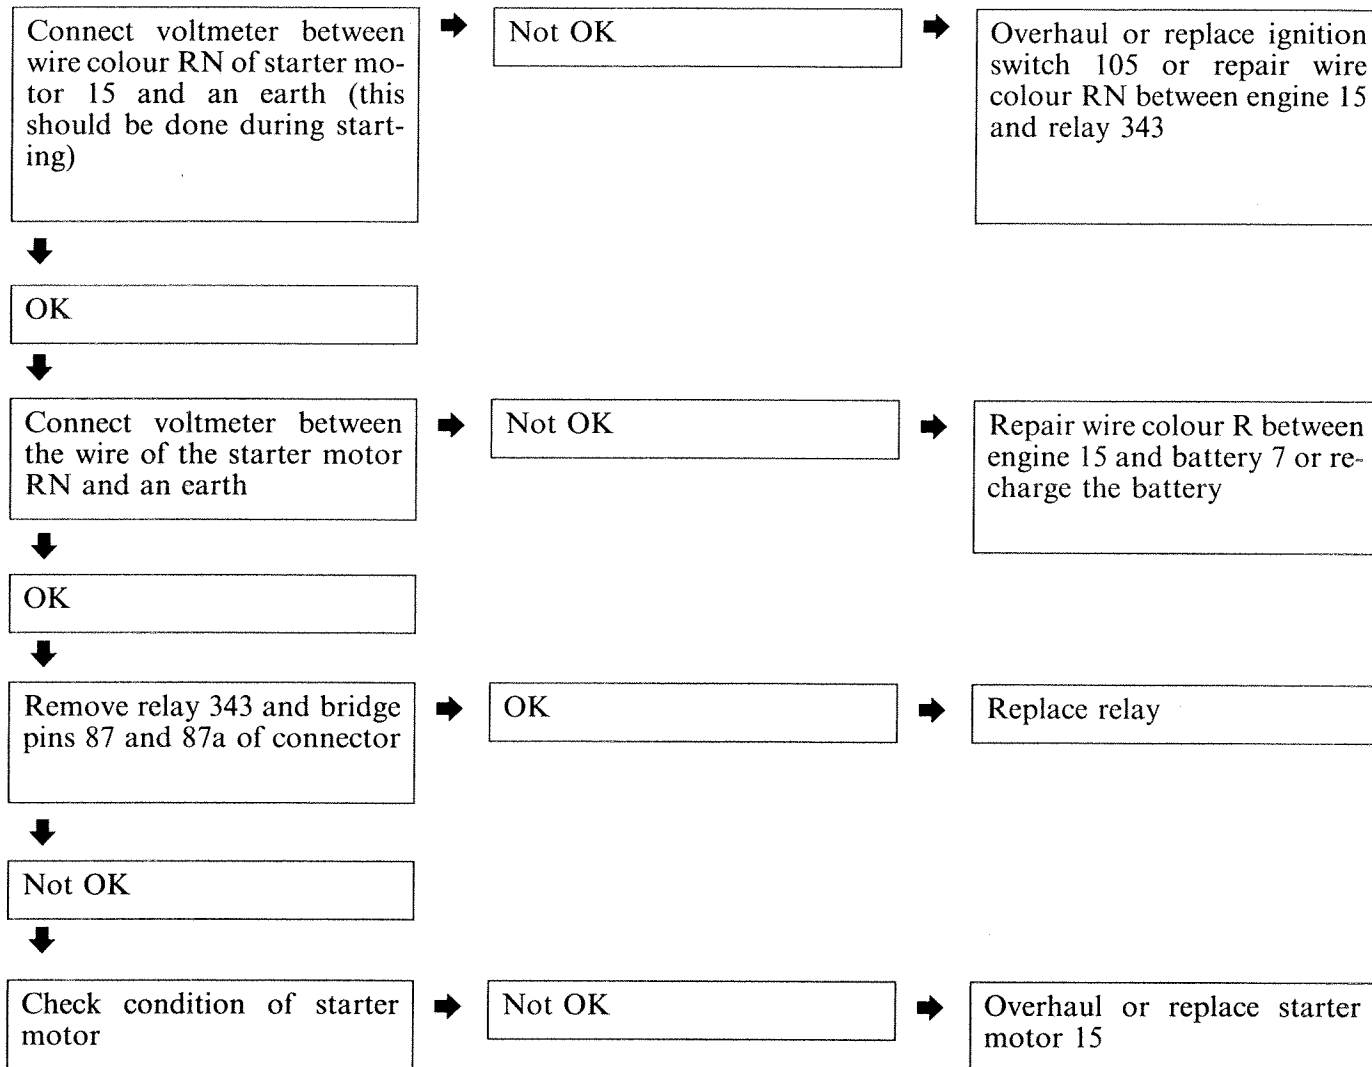 Connect voltmeter between
wire colour RN of starter mo-
tor 15 and an earth (this
should be done during start-
ing)
Not OK
Overhaul or replace ignition
switch 105 or repair wire
colour RN between engine 15
and relay 343
OK
Connect voltmeter between
the wire of the starter motor
RN and an earth
Not OK
Repair wire colour R between
engine 15 and battery 7 or re-
charge the battery
OK
Remove relay 343 and bridge
pins 87 and 87a of connector
OK
Replace relay
Not OK
Check condition of starter
motor
Not OK
Overhaul or replace starter
motor 15